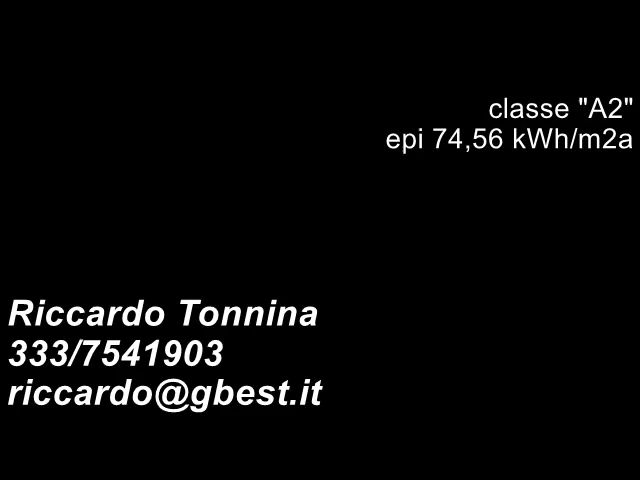 classe "A2"
epi 74,56 kWh/m2a
Riccardo Tonnina
333/7541903
riccardo@gbest.it